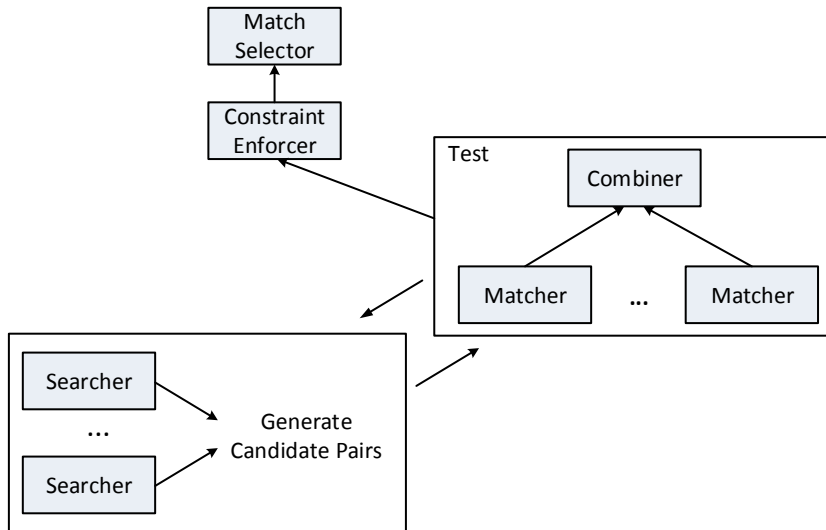 Match
Selector
Constraint
Enforcer
Test
Combiner
Matcher
...
Matcher
Searcher
...
Searcher
Generate
Candidate Pairs